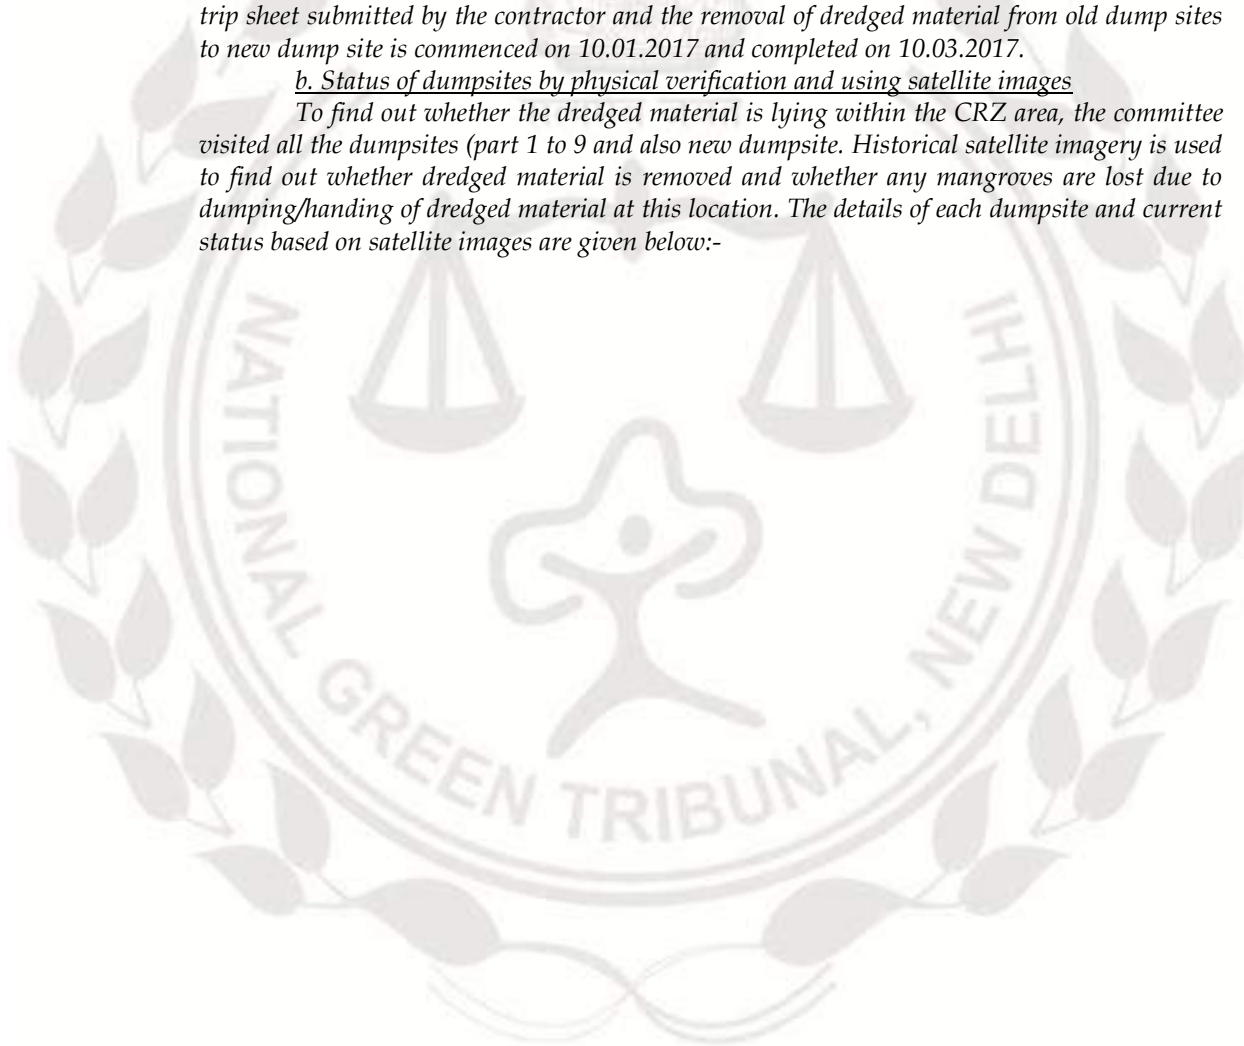 trip sheet submitted by the contractor and the removal of dredged material from old dump sites
to new dump site is commenced on 10.01.2017 and completed on 10.03.2017.
b. Status of dumpsites by physical verification and using satellite images
To find out whether the dredged material is lying within the CRZ area, the committee
visited all the dumpsites (part 1 to 9 and also new dumpsite. Historical satellite imagery is used
to find out whether dredged material is removed and whether any mangroves are lost due to
dumping/handing of dredged material at this location. The details of each dumpsite and current
status based on satellite images are given below:-
NATIONAL GREEN TRIBUNAL, NEW DELHI